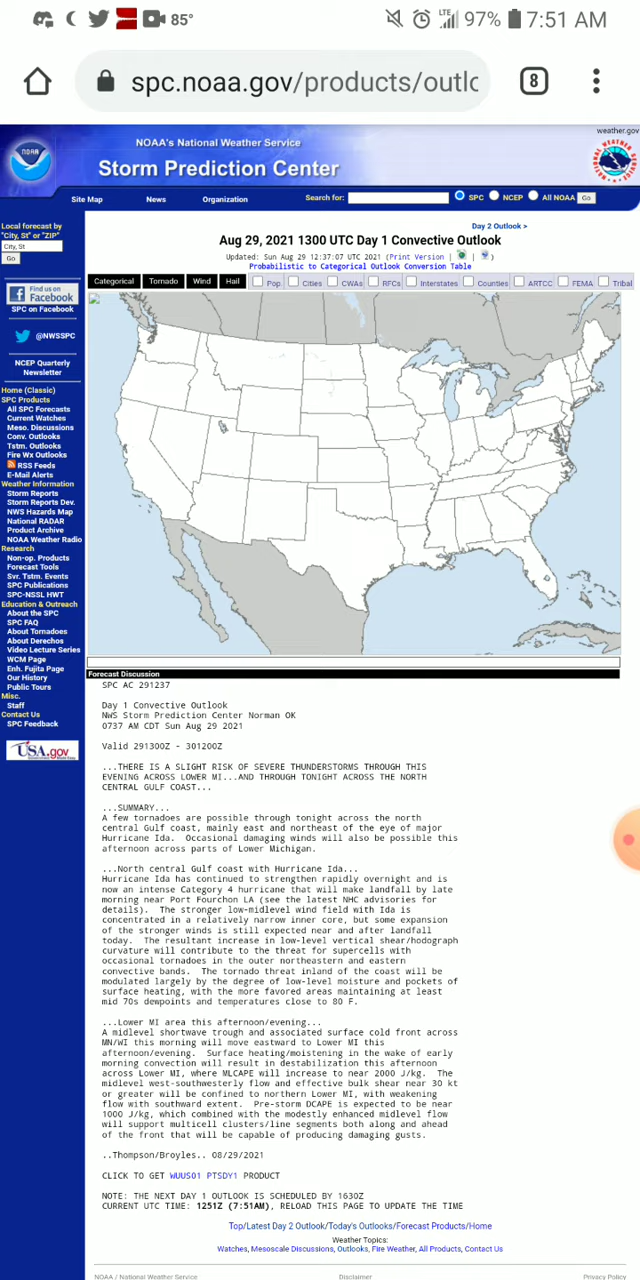 85°
LTE
97%
7:51 AM
spc.noaa.gov/products/outlc
8
weather.gov
NOAA
NOAA's National Weather Service
Storm Prediction Center
Site Map
News
Organization
Search for:
SPC
NCEP
All NOAA
Go
Local forecast by
"City, St" or "ZIP"
City, St
Go
Find us on
Facebook
SPC on Facebook
@NWSSPC
NCEP Quarterly
Newsletter
Home (Classic)
SPC Products
All SPC Forecasts
Current Watches
Meso. Discussions
Conv. Outlooks
Tstm. Outlooks
Fire Wx Outlooks
RSS Feeds
E-Mail Alerts
Weather Information
Storm Reports
Storm Reports Dev.
NWS Hazards Map
National RADAR
Product Archive
NOAA Weather Radio
Research
Non-op. Products
Forecast Tools
Svr. Tstm. Events
SPC Publications
SPC-NSSL HWT
Education & Outreach
About the SPC
SPC FAQ
About Tornadoes
About Derechos
Video Lecture Series
WCM Page
Enh. Fujita Page
Our History
Public Tours
Misc.
Staff
Contact Us
SPC Feedback
USA.gov
Day 2 Outlook >
Aug 29, 2021 1300 UTC Day 1 Convective Outlook
Updated: Sun Aug 29 12:37:07 UTC 2021 (Print Version | | )
Probabilistic to Categorical Outlook Conversion Table
Categorical
Tornado
Wind
Hail
Pop
Cities
CWAs
RFCs
Interstates
Counties
ARTCC
FEMA
Tribal
Forecast Discussion
SPC AC 291237
Day 1 Convective Outlook
NWS Storm Prediction Center Norman OK
0737 AM CDT Sun Aug 29 2021
Valid 291300Z - 301200Z
...THERE IS A SLIGHT RISK OF SEVERE THUNDERSTORMS THROUGH THIS
EVENING ACROSS LOWER MI...AND THROUGH TONIGHT ACROSS THE NORTH
CENTRAL GULF COAST...
...SUMMARY...
A few tornadoes are possible through tonight across the north
central Gulf coast, mainly east and northeast of the eye of major
Hurricane Ida. Occasional damaging winds will also be possible this
afternoon across parts of Lower Michigan.
...North central Gulf coast with Hurricane Ida...
Hurricane Ida has continued to strengthen rapidly overnight and is
now an intense Category 4 hurricane that will make landfall by late
morning near Port Fourchon LA (see the latest NHC advisories for
details). The stronger low-midlevel wind field with Ida is
concentrated in a relatively narrow inner core, but some expansion
of the stronger winds is still expected near and after landfall
today. The resultant increase in low-level vertical shear/hodograph
curvature will contribute to the threat for supercells with
occasional tornadoes in the outer northeastern and eastern
convective bands. The tornado threat inland of the coast will be
modulated largely by the degree of low-level moisture and pockets of
surface heating, with the more favored areas maintaining at least
mid 70s dewpoints and temperatures close to 80 F.
...Lower MI area this afternoon/evening...
A midlevel shortwave trough and associated surface cold front across
MN/WI this morning will move eastward to Lower MI this
afternoon/evening. Surface heating/moistening in the wake of early
morning convection will result in destabilization this afternoon
across Lower MI, where MLCAPE will increase to near 2000 J/kg. The
midlevel west-southwesterly flow and effective bulk shear near 30 kt
or greater will be confined to northern Lower MI, with weakening
flow with southward extent. Pre-storm DCAPE is expected to be near
1000 J/kg, which combined with the modestly enhanced midlevel flow
will support multicell clusters/line segments both along and ahead
of the front that will be capable of producing damaging gusts.
..Thompson/Broyles.. 08/29/2021
CLICK TO GET WUUS01 PTSDY1 PRODUCT
NOTE: THE NEXT DAY 1 OUTLOOK IS SCHEDULED BY 1630Z
CURRENT UTC TIME: 1251Z (7:51AM), RELOAD THIS PAGE TO UPDATE THE TIME
Top/Latest Day 2 Outlook/Today's Outlooks/Forecast Products/Home
Weather Topics:
Watches, Mesoscale Discussions, Outlooks, Fire Weather, All Products, Contact Us
NOAA / National Weather Service
Disclaimer
Privacy Policy